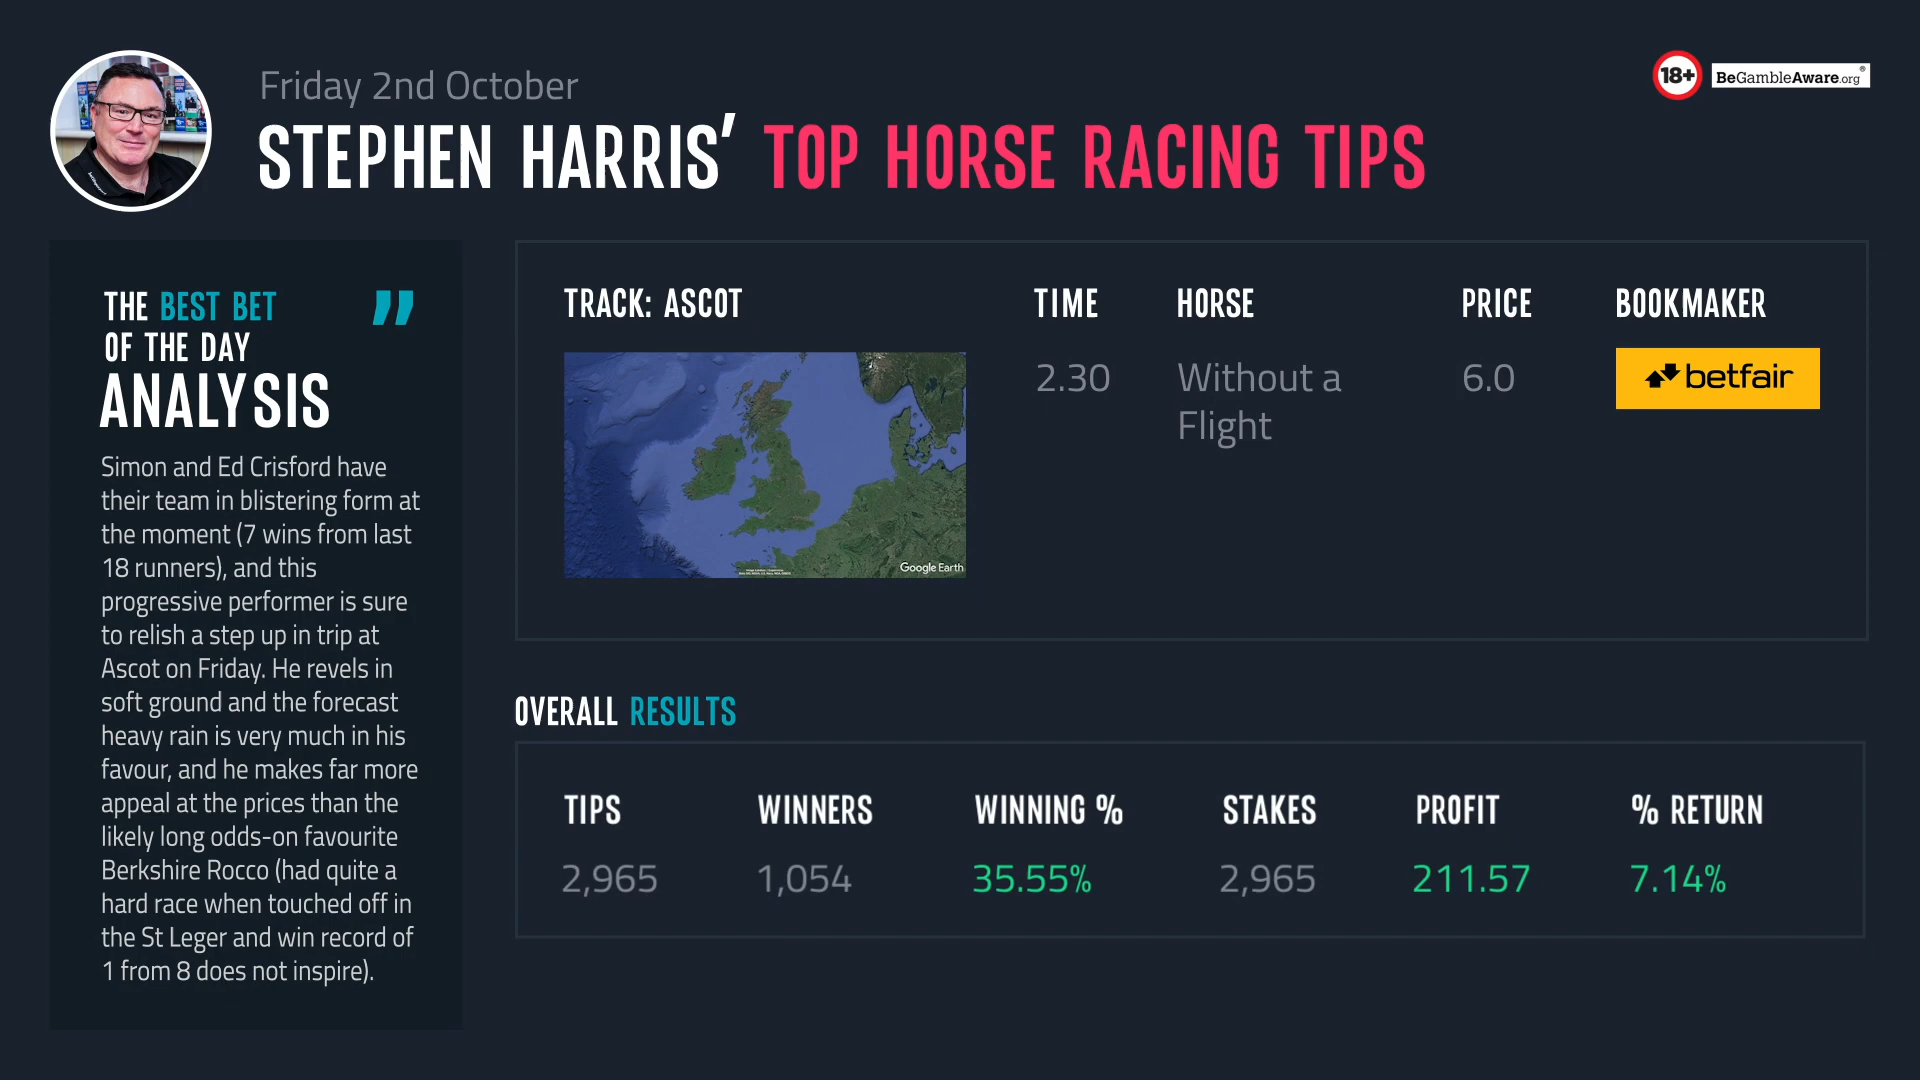 Friday 2nd October
STEPHEN HARRIS’ TOP HORSE RACING TIPS
18+
BeGambleAware.org®
THE BEST BET
OF THE DAY
ANALYSIS
Simon and Ed Crisford have
their team in blistering form at
the moment (7 wins from last
18 runners), and this
progressive performer is sure
to relish a step up in trip at
Ascot on Friday. He revels in
soft ground and the forecast
heavy rain is very much in his
favour, and he makes far more
appeal at the prices than the
likely long odds-on favourite
Berkshire Rocco (had quite a
hard race when touched off in
the St Leger and win record of
1 from 8 does not inspire).
TRACK: ASCOT
Google Earth
TIME HORSE PRICE BOOKMAKER
2.30 Without a 6.0 betfair
Flight
OVERALL RESULTS
TIPS WINNERS WINNING % STAKES PROFIT % RETURN
2,965 1,054 35.55% 2,965 211.57 7.14%